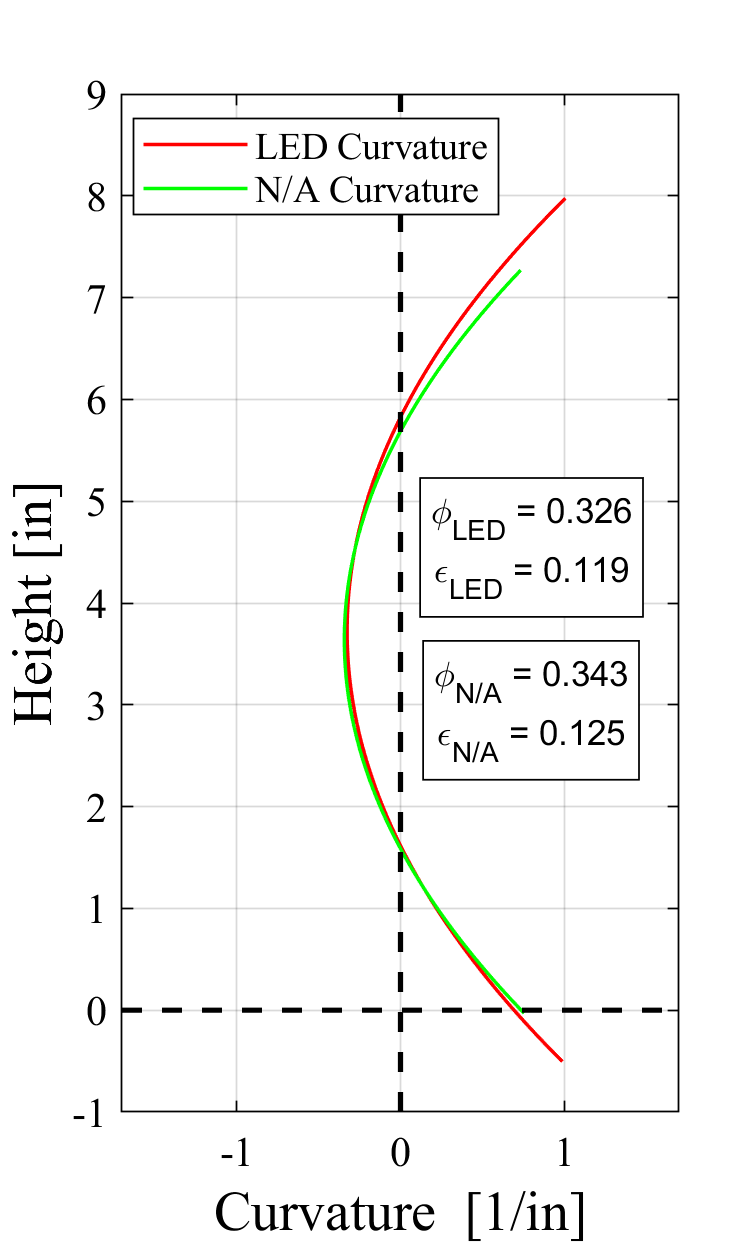 9
8
7
6
5
4
3
2
1
0
-1
LED Curvature
N/A Curvature
ϕLED = 0.326
ϵLED = 0.119
ϕN/A = 0.343
ϵN/A = 0.125
Height [in]
-1 0 1
Curvature [1/in]